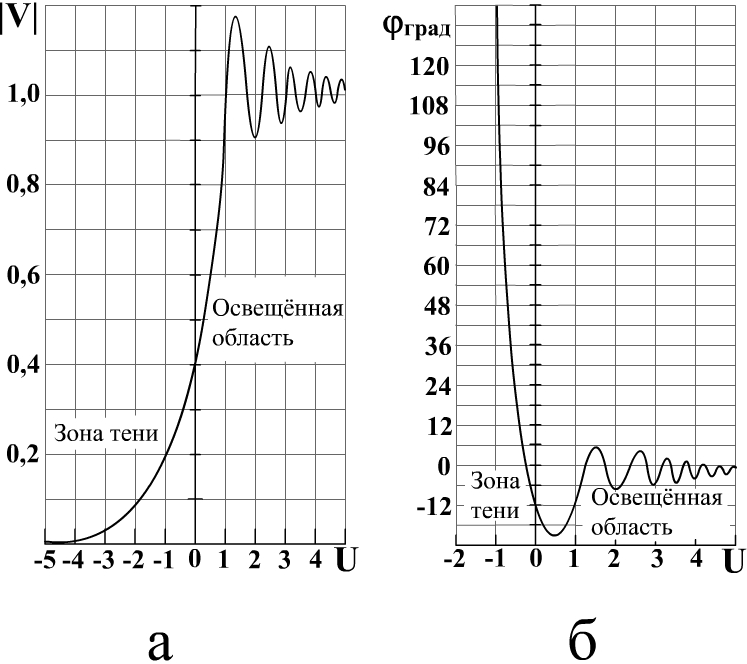 |V|
1,0
0,8
0,6
0,4
0,2
Освещённая
область
Зона тени
-5 -4 -3 -2 -1 0 1 2 3 4 U
а
φград
120
108
96
84
72
60
48
36
24
12
0
-12
Зона
тени
Освещённая
область
-2 -1 0 1 2 3 4 U
б